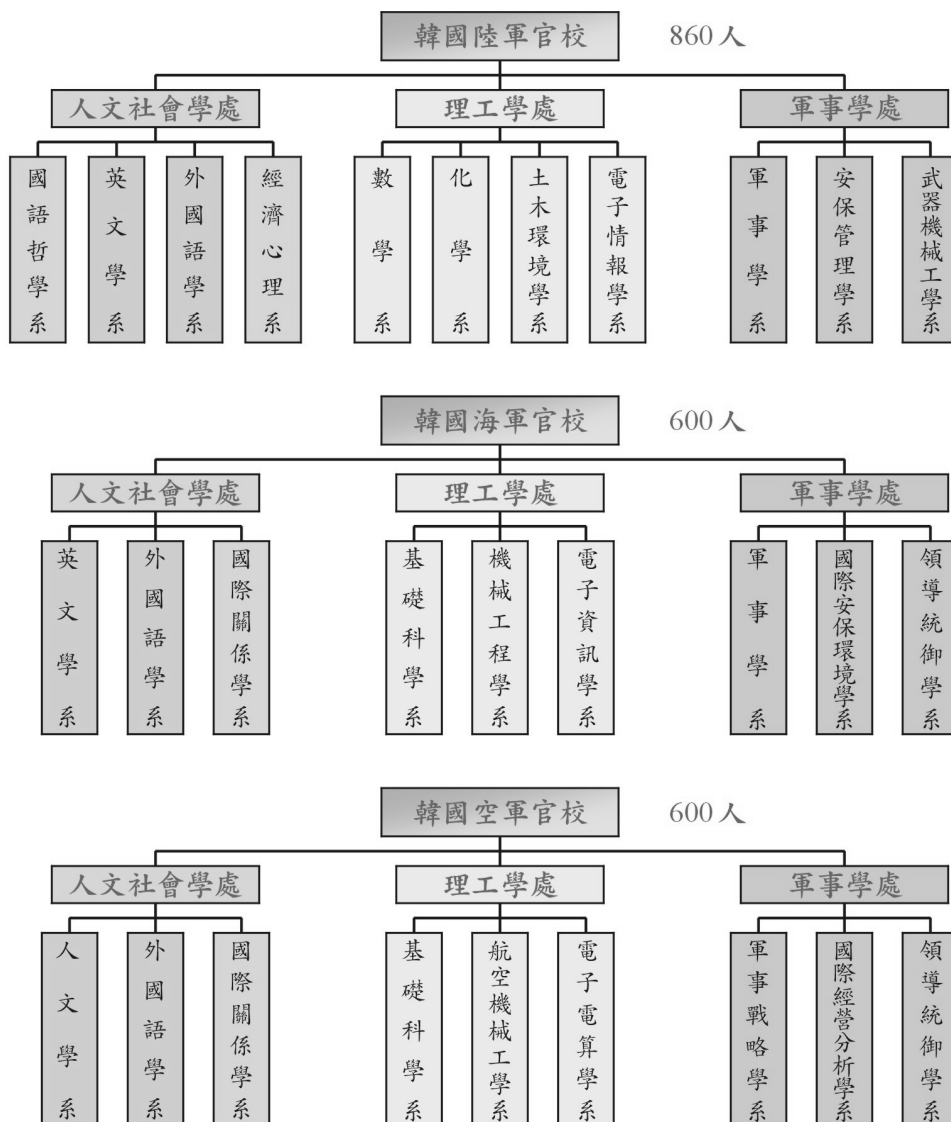 韓國陸軍官校 860人
人文社會學處 理工學處 軍事學處
國語哲學系
英文學系
外國語學系
經濟心理系
數學系
化學系
土木環境學系
電子情報學系
軍事學系
安保管理學系
武器機械工學系
韓國海軍官校 600人
人文社會學處 理工學處 軍事學處
英文學系
外國語學系
國際關係學系
基礎科學系
機械工程學系
電子資訊學系
軍事學系
國際安保環境學系
領導統御學系
韓國空軍官校 600人
人文社會學處 理工學處 軍事學處
人文學系
外國語學系
國際關係學系
基礎科學系
航空機械工學系
電子電算學系
軍事戰略學系
國際經營分析學系
領導統御學系